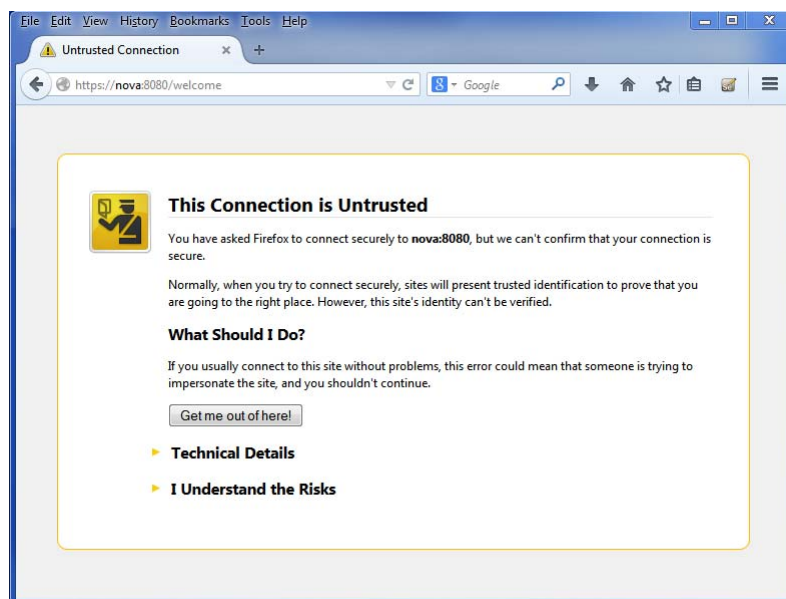 File Edit View History Bookmarks Tools Help
Untrusted Connection
https://nova:8080/welcome
8 Google
This Connection is Untrusted
You have asked Firefox to connect securely to nova:8080, but we can't confirm that your connection is
secure.
Normally, when you try to connect securely, sites will present trusted identification to prove that you
are going to the right place. However, this site's identity can't be verified.
What Should I Do?
If you usually connect to this site without problems, this error could mean that someone is trying to
impersonate the site, and you shouldn't continue.
Get me out of here!
Technical Details
I Understand the Risks